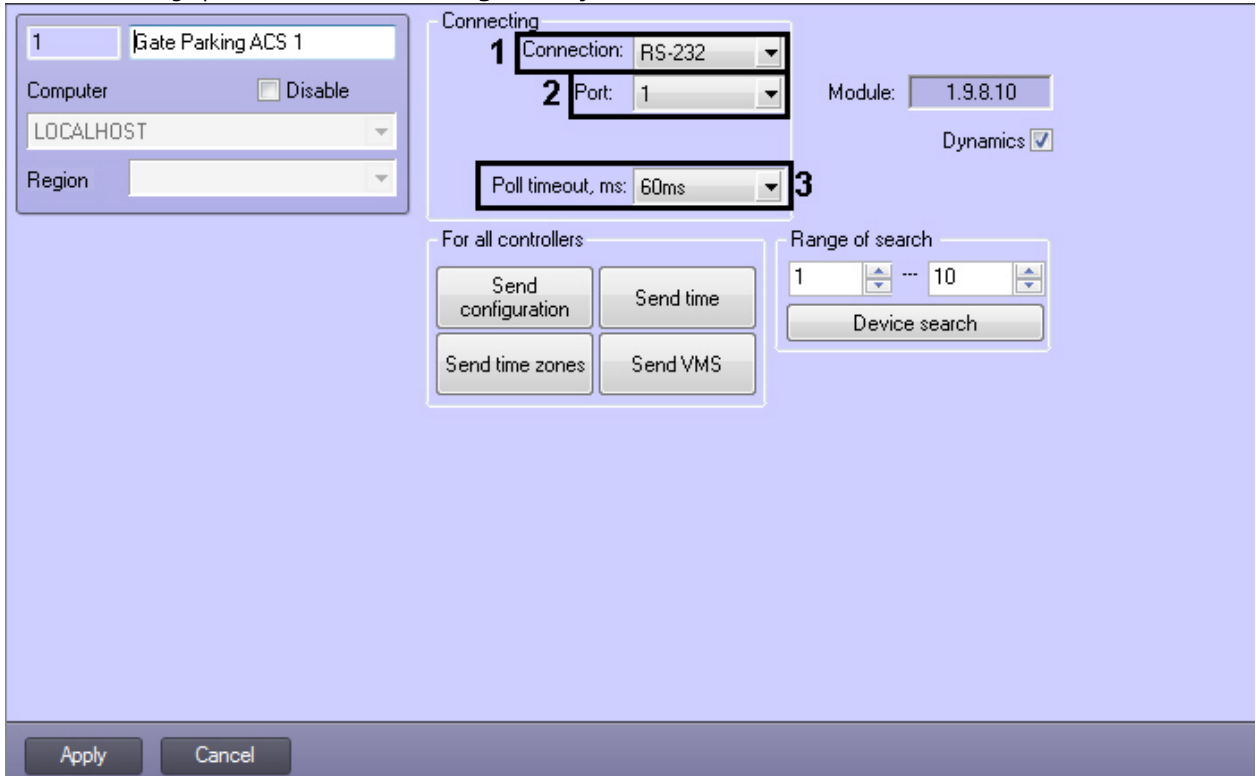 1 Gate Parking ACS 1
Computer Disable
LOCALHOST
Region
Connecting
1 Connection: RS-232
2 Port: 1
Poll timeout, ms: 60ms 3
Module: 1.9.8.10
Dynamics
For all controllers
Send configuration
Send time
Send time zones
Send VMS
Range of search
1 --- 10
Device search
Apply Cancel